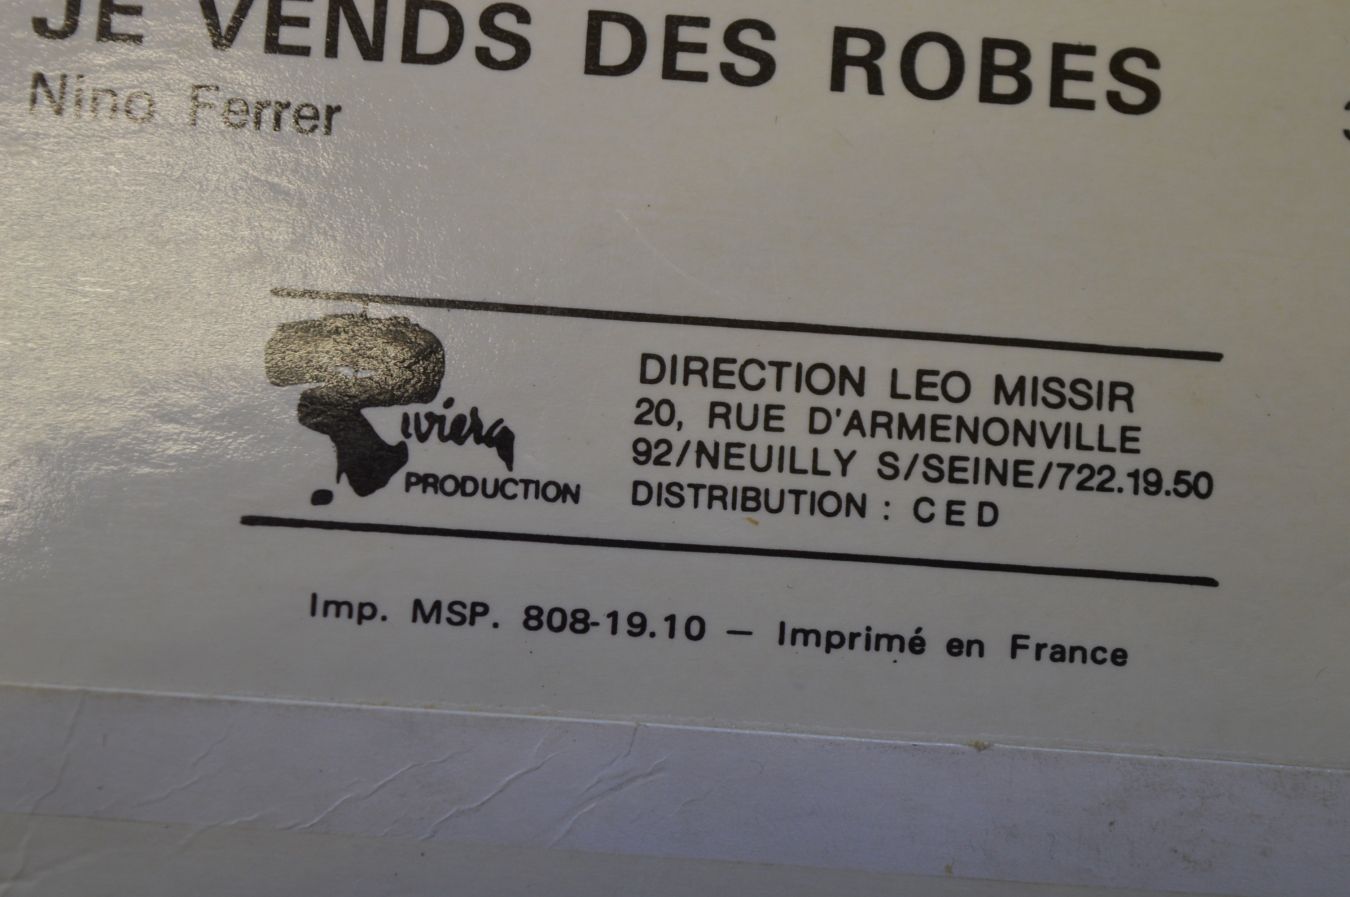 JE VENDS DES ROBES
Nino Ferrer
Riviera
PRODUCTION
DIRECTION LEO MISSIR
20, RUE D'ARMENONVILLE
92/NEUILLY S/SEINE/722.19.50
DISTRIBUTION : CED
Imp. MSP. 808-19.10 — Imprimé en France